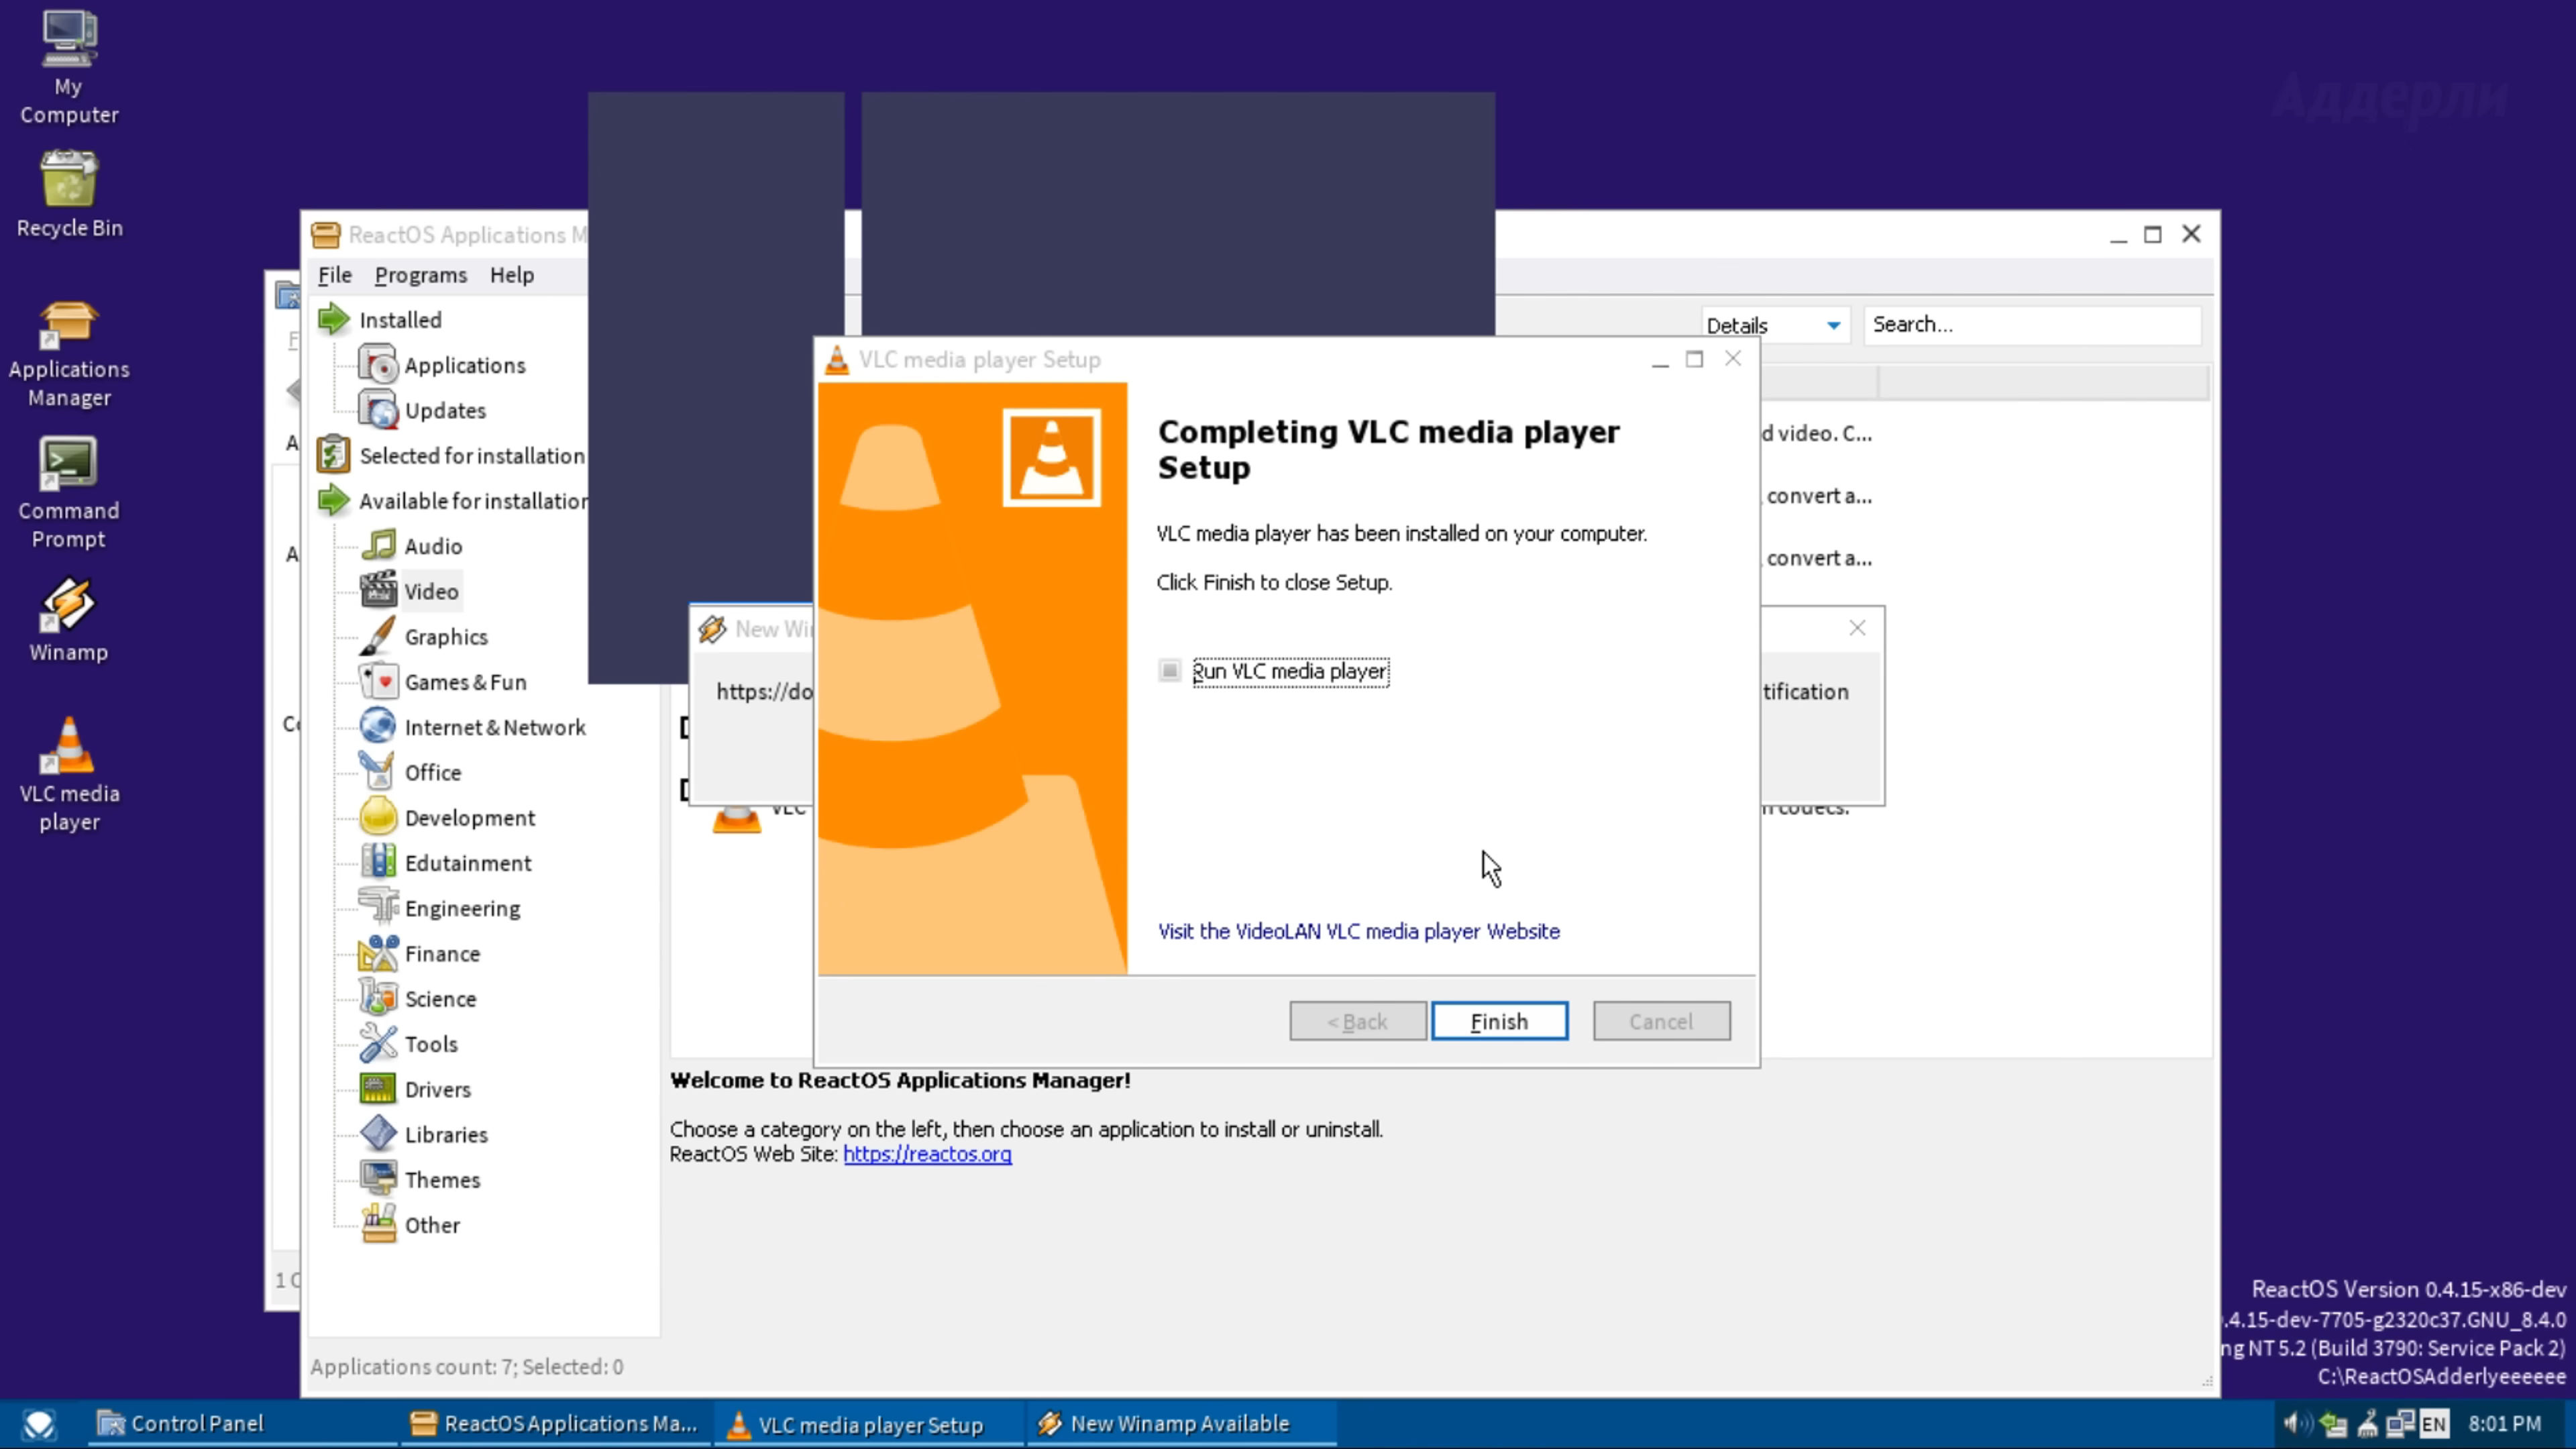 My
Computer
Recycle Bin
Applications
Manager
Command
Prompt
Winamp
VLC media
player
Аддерли
ReactOS Applications M
File Programs Help
Installed
Applications
Updates
Selected for installation
Available for installation
Audio
Video
Graphics
Games & Fun
Internet & Network
Office
Development
Edutainment
Engineering
Finance
Science
Tools
Drivers
Libraries
Themes
Other
Applications count: 7; Selected: 0
Details
Search...
d video. C...
convert a...
convert a...
New Wi
https://do
tification
VLC
n codecs.
VLC media player Setup
Completing VLC media player
Setup
VLC media player has been installed on your computer.
Click Finish to close Setup.
Run VLC media player
Visit the VideoLAN VLC media player Website
< Back Finish Cancel
Welcome to ReactOS Applications Manager!
Choose a category on the left, then choose an application to install or uninstall.
ReactOS Web Site: https://reactos.org
ReactOS Version 0.4.15-x86-dev
.4.15-dev-7705-g2320c37.GNU_8.4.0
ng NT 5.2 (Build 3790: Service Pack 2)
C:\ReactOSAdderlyeeeeee
Control Panel
ReactOS Applications Ma...
VLC media player Setup
New Winamp Available
EN
8:01 PM